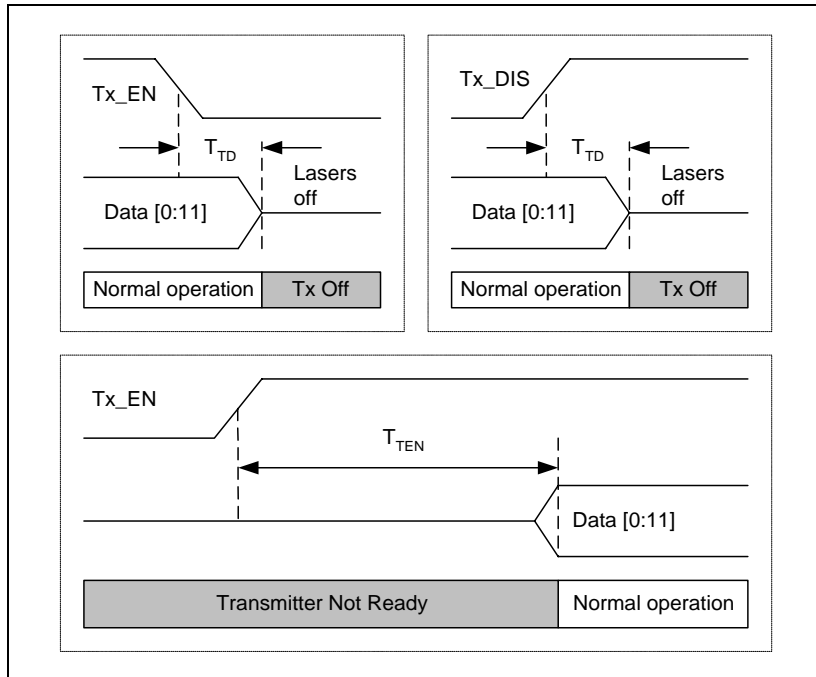 Tx_EN
T_TD
Lasers
off
Data [0:11]
Normal operation
Tx Off
Tx_DIS
T_TD
Lasers
off
Data [0:11]
Normal operation
Tx Off
Tx_EN
T_TEN
Data [0:11]
Transmitter Not Ready
Normal operation